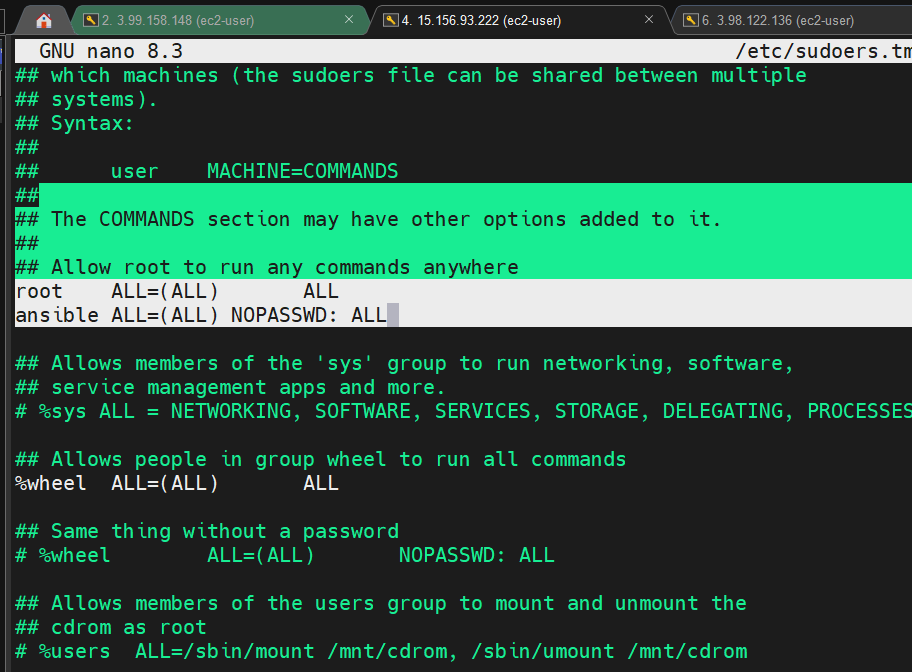 2. 3.99.158.148 (ec2-user)
4. 15.156.93.222 (ec2-user)
6. 3.98.122.136 (ec2-user)
GNU nano 8.3 /etc/sudoers.tm
## which machines (the sudoers file can be shared between multiple
## systems).
## Syntax:
##
## user MACHINE=COMMANDS
##
## The COMMANDS section may have other options added to it.
##
## Allow root to run any commands anywhere
root ALL=(ALL) ALL
ansible ALL=(ALL) NOPASSWD: ALL
## Allows members of the 'sys' group to run networking, software,
## service management apps and more.
# %sys ALL = NETWORKING, SOFTWARE, SERVICES, STORAGE, DELEGATING, PROCESSES
## Allows people in group wheel to run all commands
%wheel ALL=(ALL) ALL
## Same thing without a password
# %wheel ALL=(ALL) NOPASSWD: ALL
## Allows members of the users group to mount and unmount the
## cdrom as root
# %users ALL=/sbin/mount /mnt/cdrom, /sbin/umount /mnt/cdrom